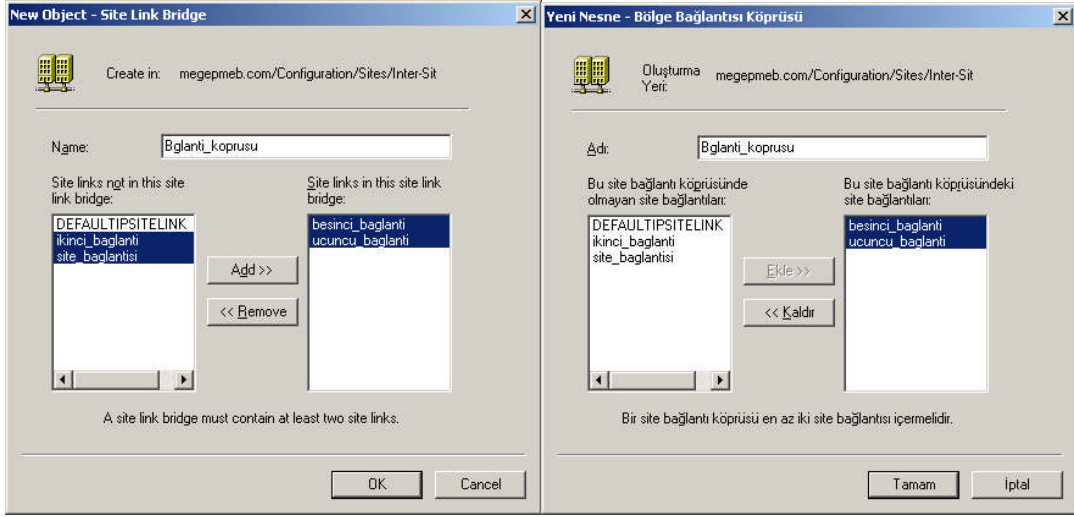 New Object - Site Link Bridge
Create in: megepmeb.com/Configuration/Sites/Inter-Sit
Name: Bglanti_koprusu
Site links not in this site
link bridge:
DEFAULTIPSITELINK
ikinci_baglanti
site_baglantisi
Add >>
<< Remove
Site links in this site link
bridge:
besinci_baglanti
ucuncu_baglanti
A site link bridge must contain at least two site links.
OK Cancel
Yeni Nesne - Bölge Bağlantısı Köprüsü
Oluşturma
Yeri:
megepmeb.com/Configuration/Sites/Inter-Sit
Adı: Bglanti_koprusu
Bu site bağlantı köprüsünde
olmayan site bağlantıları:
DEFAULTIPSITELINK
ikinci_baglanti
site_baglantisi
Ekle >>
<< Kaldır
Bu site bağlantı köprüsündeki
site bağlantıları:
besinci_baglanti
ucuncu_baglanti
Bir site bağlantı köprüsü en az iki site bağlantısı içermelidir.
Tamam İptal